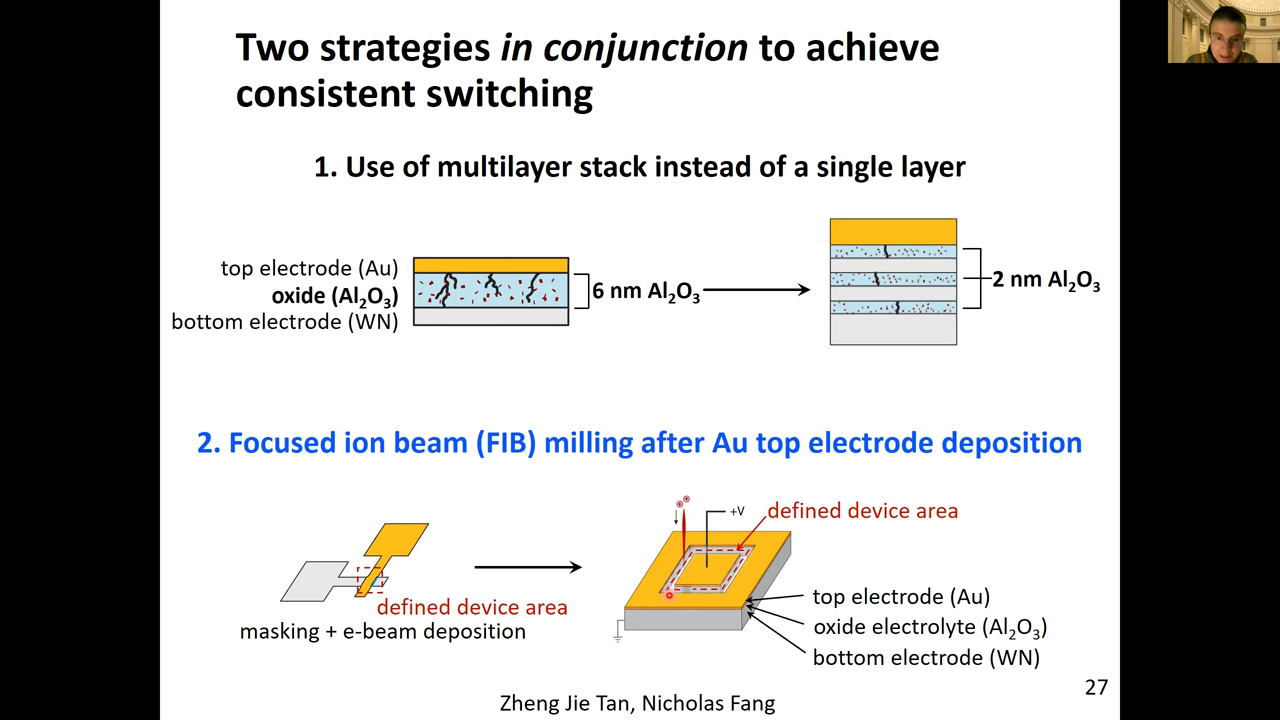 Two strategies in conjunction to achieve
consistent switching
1. Use of multilayer stack instead of a single layer
top electrode (Au)
oxide (Al₂O₃)
bottom electrode (WN)
6 nm Al₂O₃
2 nm Al₂O₃
2. Focused ion beam (FIB) milling after Au top electrode deposition
defined device area
masking + e-beam deposition
+V
defined device area
top electrode (Au)
oxide electrolyte (Al₂O₃)
bottom electrode (WN)
27
Zheng Jie Tan, Nicholas Fang